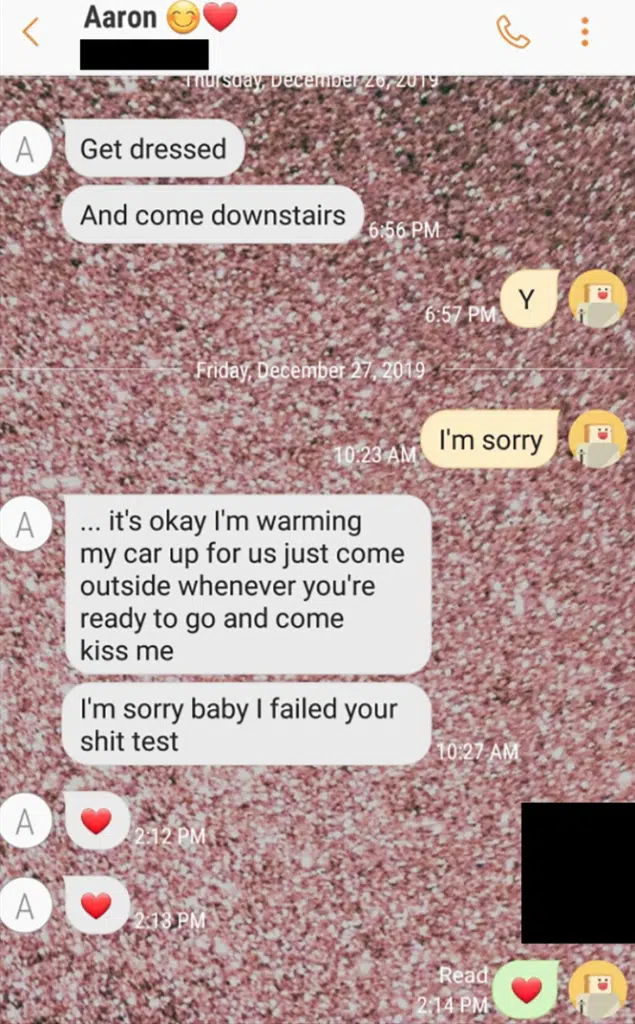 Aaron 😊❤️
Thursday, December 26, 2019
A
Get dressed
And come downstairs
6:56 PM
Y
6:57 PM
Friday, December 27, 2019
I'm sorry
10:23 AM
A
... it's okay I'm warming
my car up for us just come
outside whenever you're
ready to go and come
kiss me
I'm sorry baby I failed your
shit test
10:27 AM
A
❤️
2:12 PM
A
❤️
2:13 PM
Read
2:14 PM
❤️